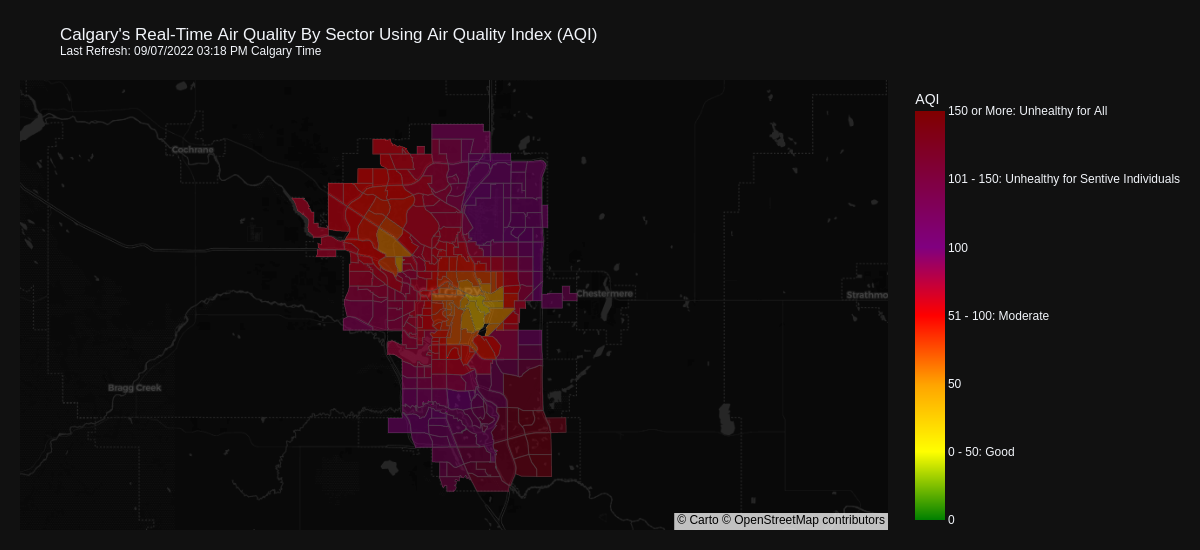 Calgary's Real-Time Air Quality By Sector Using Air Quality Index (AQI)
Last Refresh: 09/07/2022 03:18 PM Calgary Time
AQI
150 or More: Unhealthy for All
Cochrane
101 - 150: Unhealthy for Sentive Individuals
100
CALGARY
Chestermere
Strathmo
51 - 100: Moderate
50
Bragg Creek
0 - 50: Good
0
© Carto © OpenStreetMap contributors